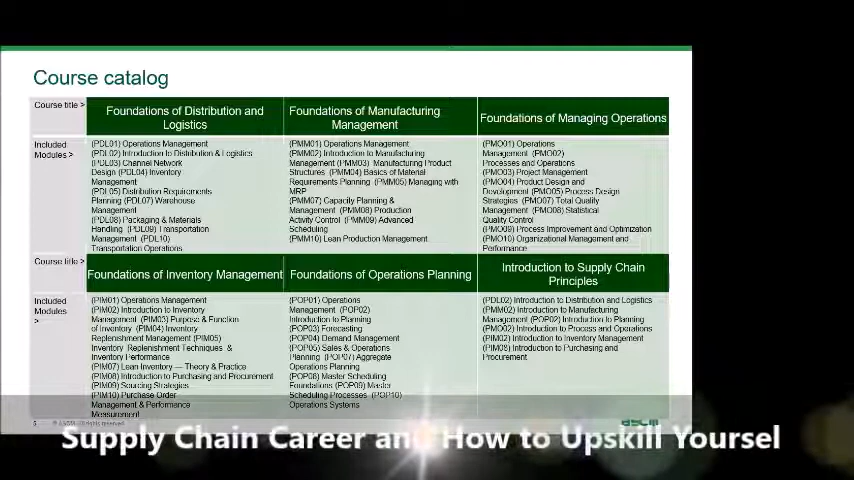 Course catalog
Course title >
Foundations of Distribution and
Logistics
Foundations of Manufacturing
Management
Foundations of Managing Operations
Included
Modules >
(PDL01) Operations Management
(PDL02) Introduction to Distribution & Logistics
(PDL03) Channel Network
Design (PDL04) Inventory
Management
(PDL05) Distribution Requirements
Planning (PDL07) Warehouse
Management
(PDL08) Packaging & Materials
Handling (PDL09) Transportation
Management (PDL10)
Transportation Operations
(PMM01) Operations Management
(PMM02) Introduction to Manufacturing
Management (PMM03) Manufacturing Product
Structures (PMM04) Basics of Material
Requirements Planning (PMM05) Managing with
MRP
(PMM07) Capacity Planning &
Management (PMM08) Production
Activity Control (PMM09) Advanced
Scheduling
(PMM10) Lean Production Management
(PMO01) Operations
Management (PMO02)
Processes and Operations
(PMO03) Project Management
(PMO04) Product Design and
Development (PMO05) Process Design
Strategies (PMO07) Total Quality
Management (PMO08) Statistical
Quality Control
(PMO09) Process Improvement and Optimization
(PMO10) Organizational Management and
Performance
Course title >
Foundations of Inventory Management
Foundations of Operations Planning
Introduction to Supply Chain
Principles
Included
Modules
>
(PIM01) Operations Management
(PIM02) Introduction to Inventory
Management (PIM03) Purpose & Function
of Inventory (PIM04) Inventory
Replenishment Management (PIM05)
Inventory Replenishment Techniques &
Inventory Performance
(PIM07) Lean Inventory — Theory & Practice
(PIM08) Introduction to Purchasing and Procurement
(PIM09) Sourcing Strategies
(PIM10) Purchase Order
Management & Performance
Measurement
(POP01) Operations
Management (POP02)
Introduction to Planning
(POP03) Forecasting
(POP04) Demand Management
(POP05) Sales & Operations
Planning (POP07) Aggregate
Operations Planning
(POP08) Master Scheduling
Foundations (POP09) Master
Scheduling Processes (POP10)
Operations Systems
(PDL02) Introduction to Distribution and Logistics
(PMM02) Introduction to Manufacturing
Management (POP02) Introduction to Planning
(PMO02) Introduction to Process and Operations
(PIM02) Introduction to Inventory Management
(PIM08) Introduction to Purchasing and
Procurement
ascm
Supply Chain Career and How to Upskill Yoursel